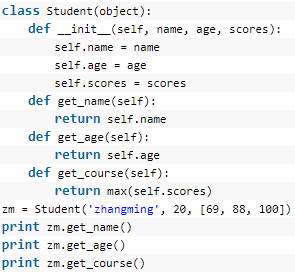 class Student(object):
    def __init__(self, name, age, scores):
        self.name = name
        self.age = age
        self.scores = scores
    def get_name(self):
        return self.name
    def get_age(self):
        return self.age
    def get_course(self):
        return max(self.scores)
zm = Student('zhangming', 20, [69, 88, 100])
print zm.get_name()
print zm.get_age()
print zm.get_course()